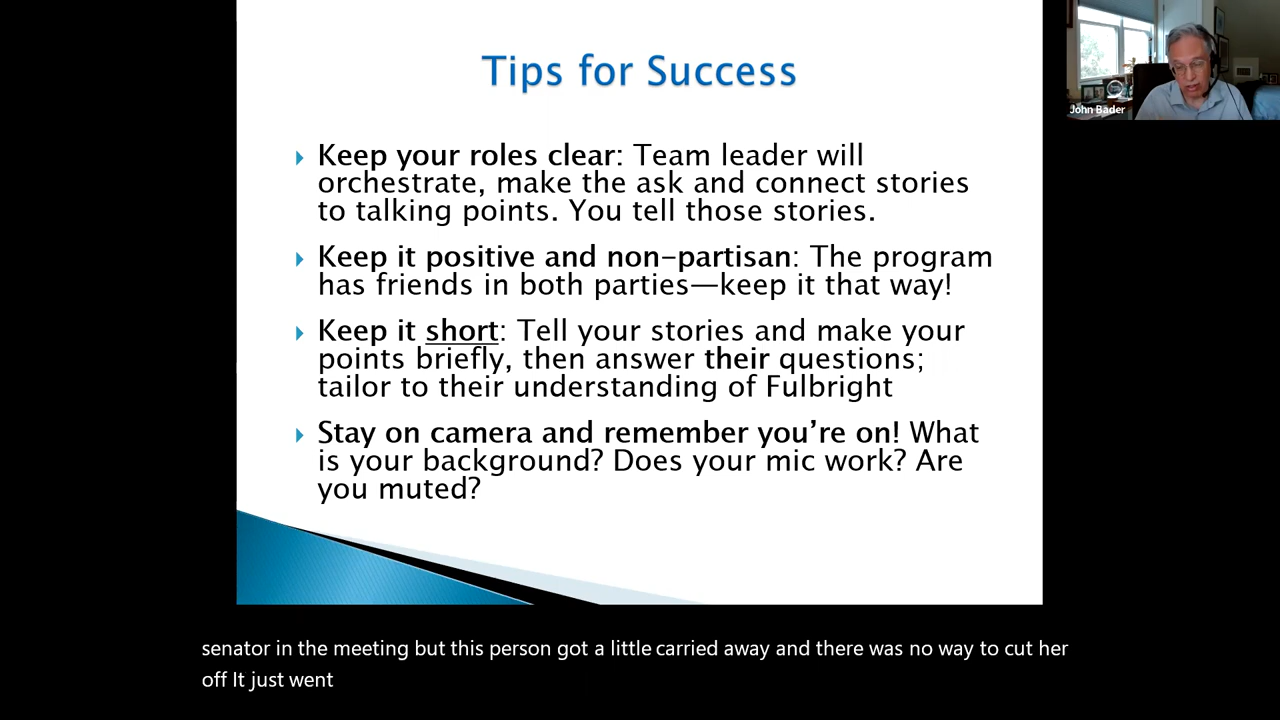 Tips for Success
Keep your roles clear: Team leader will
orchestrate, make the ask and connect stories
to talking points. You tell those stories.
Keep it positive and non-partisan: The program
has friends in both parties—keep it that way!
Keep it short: Tell your stories and make your
points briefly, then answer their questions;
tailor to their understanding of Fulbright
Stay on camera and remember you're on! What
is your background? Does your mic work? Are
you muted?
John Bader
senator in the meeting but this person got a little carried away and there was no way to cut her
off It just went